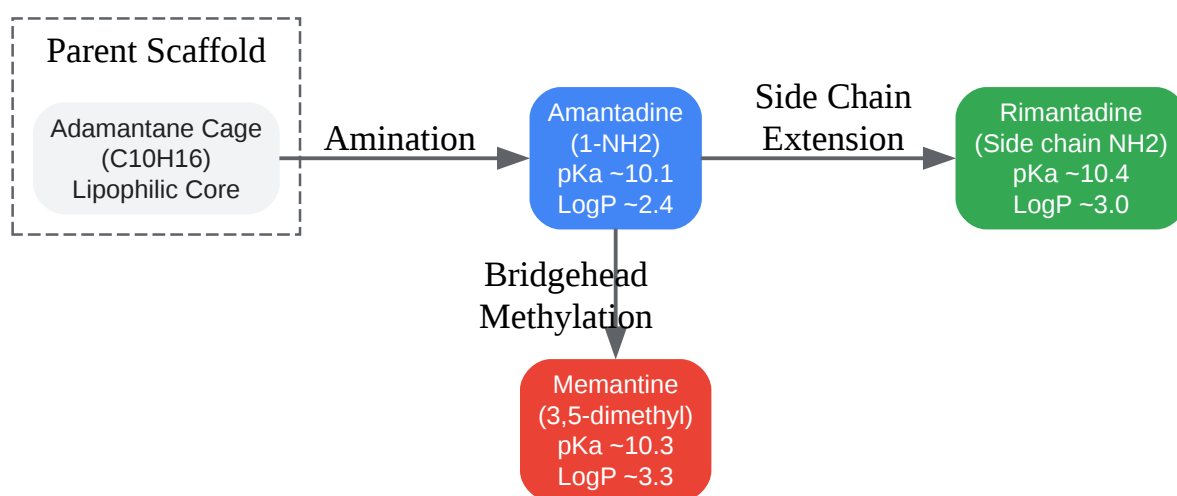 Parent Scaffold
Adamantane Cage
(C10H16)
Lipophilic Core
Amination
Amantadine
(1-NH2)
pKa ~10.1
LogP ~2.4
Side Chain
Extension
Rimantadine
(Side chain NH2)
pKa ~10.4
LogP ~3.0
Bridgehead
Methylation
Memantine
(3,5-dimethyl)
pKa ~10.3
LogP ~3.3